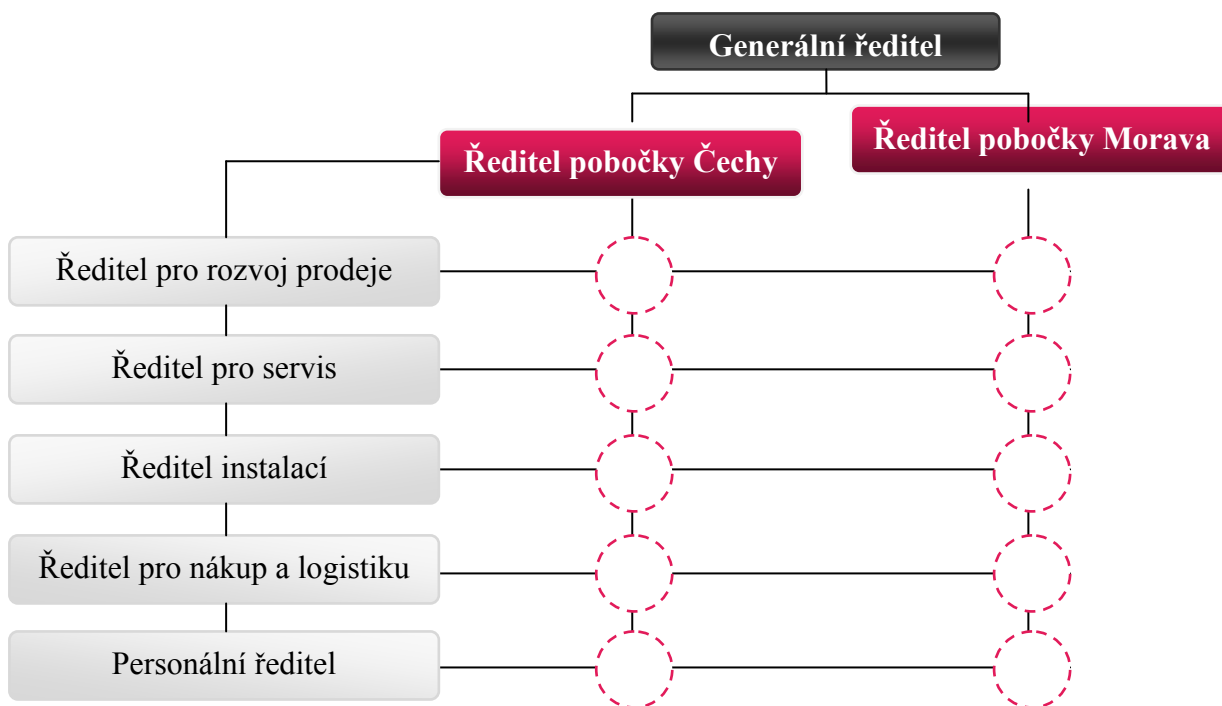 Generální ředitel
Ředitel pobočky Čechy
Ředitel pobočky Morava
Ředitel pro rozvoj prodeje
Ředitel pro servis
Ředitel instalací
Ředitel pro nákup a logistiku
Personální ředitel